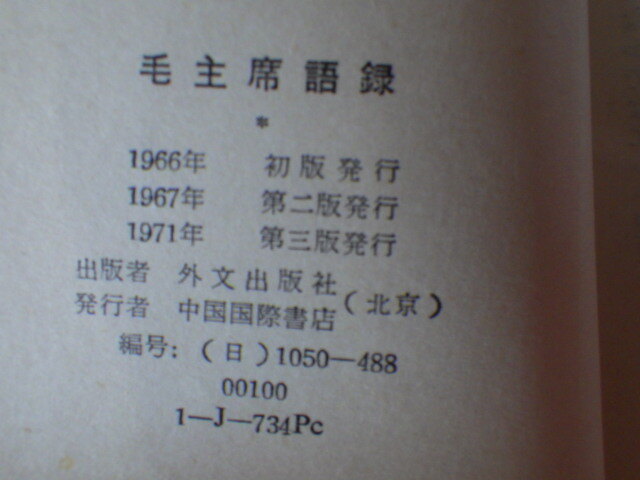 毛主席語録
*
1966年 初版発行
1967年 第二版発行
1971年 第三版発行
出版者 外文出版社
発行者 中国国際書店 (北京)
編号: (日) 1050—488
00100
1—J—734Pc